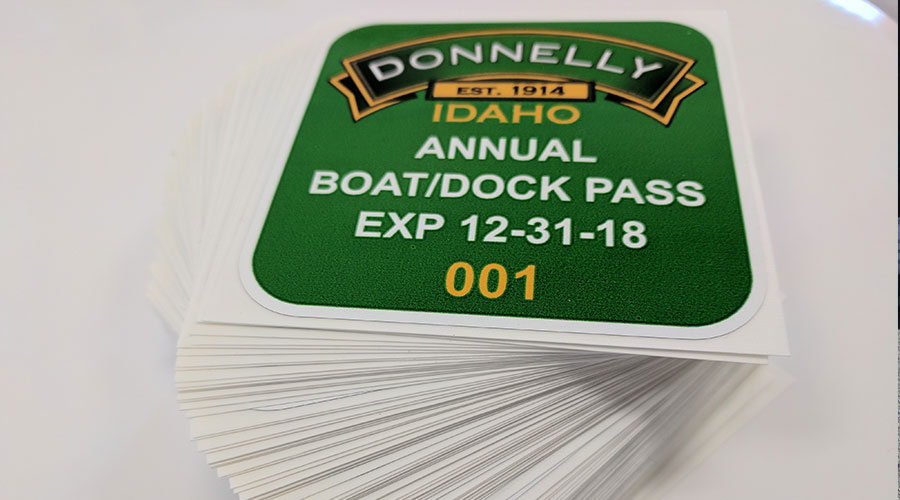 DONNELLY
EST. 1914
IDAHO
ANNUAL
BOAT/DOCK PASS
EXP 12-31-18
001